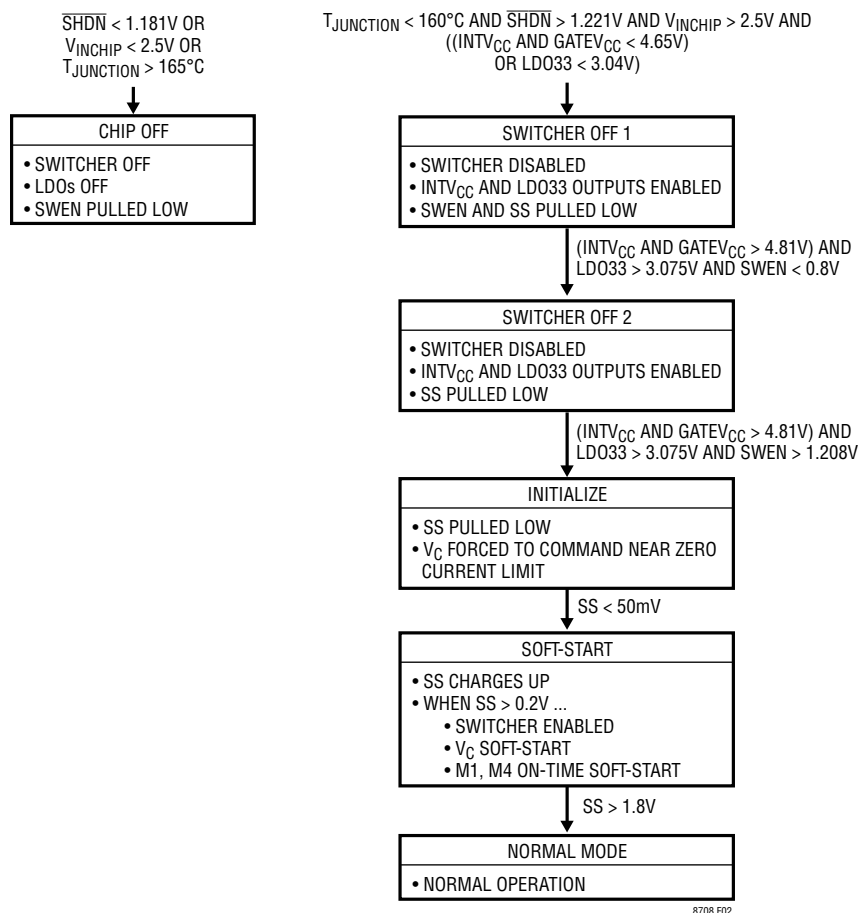 SHDN < 1.181V OR
VINCHIP < 2.5V OR
TJUNCTION > 165°C
CHIP OFF
• SWITCHER OFF
• LDOs OFF
• SWEN PULLED LOW
TJUNCTION < 160°C AND SHDN > 1.221V AND VINCHIP > 2.5V AND
((INTVCC AND GATEVCC < 4.65V)
OR LDO33 < 3.04V)
SWITCHER OFF 1
• SWITCHER DISABLED
• INTVCC AND LDO33 OUTPUTS ENABLED
• SWEN AND SS PULLED LOW
(INTVCC AND GATEVCC > 4.81V) AND
LDO33 > 3.075V AND SWEN < 0.8V
SWITCHER OFF 2
• SWITCHER DISABLED
• INTVCC AND LDO33 OUTPUTS ENABLED
• SS PULLED LOW
(INTVCC AND GATEVCC > 4.81V) AND
LDO33 > 3.075V AND SWEN > 1.208V
INITIALIZE
• SS PULLED LOW
• VC FORCED TO COMMAND NEAR ZERO
CURRENT LIMIT
SS < 50mV
SOFT-START
• SS CHARGES UP
• WHEN SS > 0.2V ...
• SWITCHER ENABLED
• VC SOFT-START
• M1, M4 ON-TIME SOFT-START
SS > 1.8V
NORMAL MODE
• NORMAL OPERATION
8708 F02